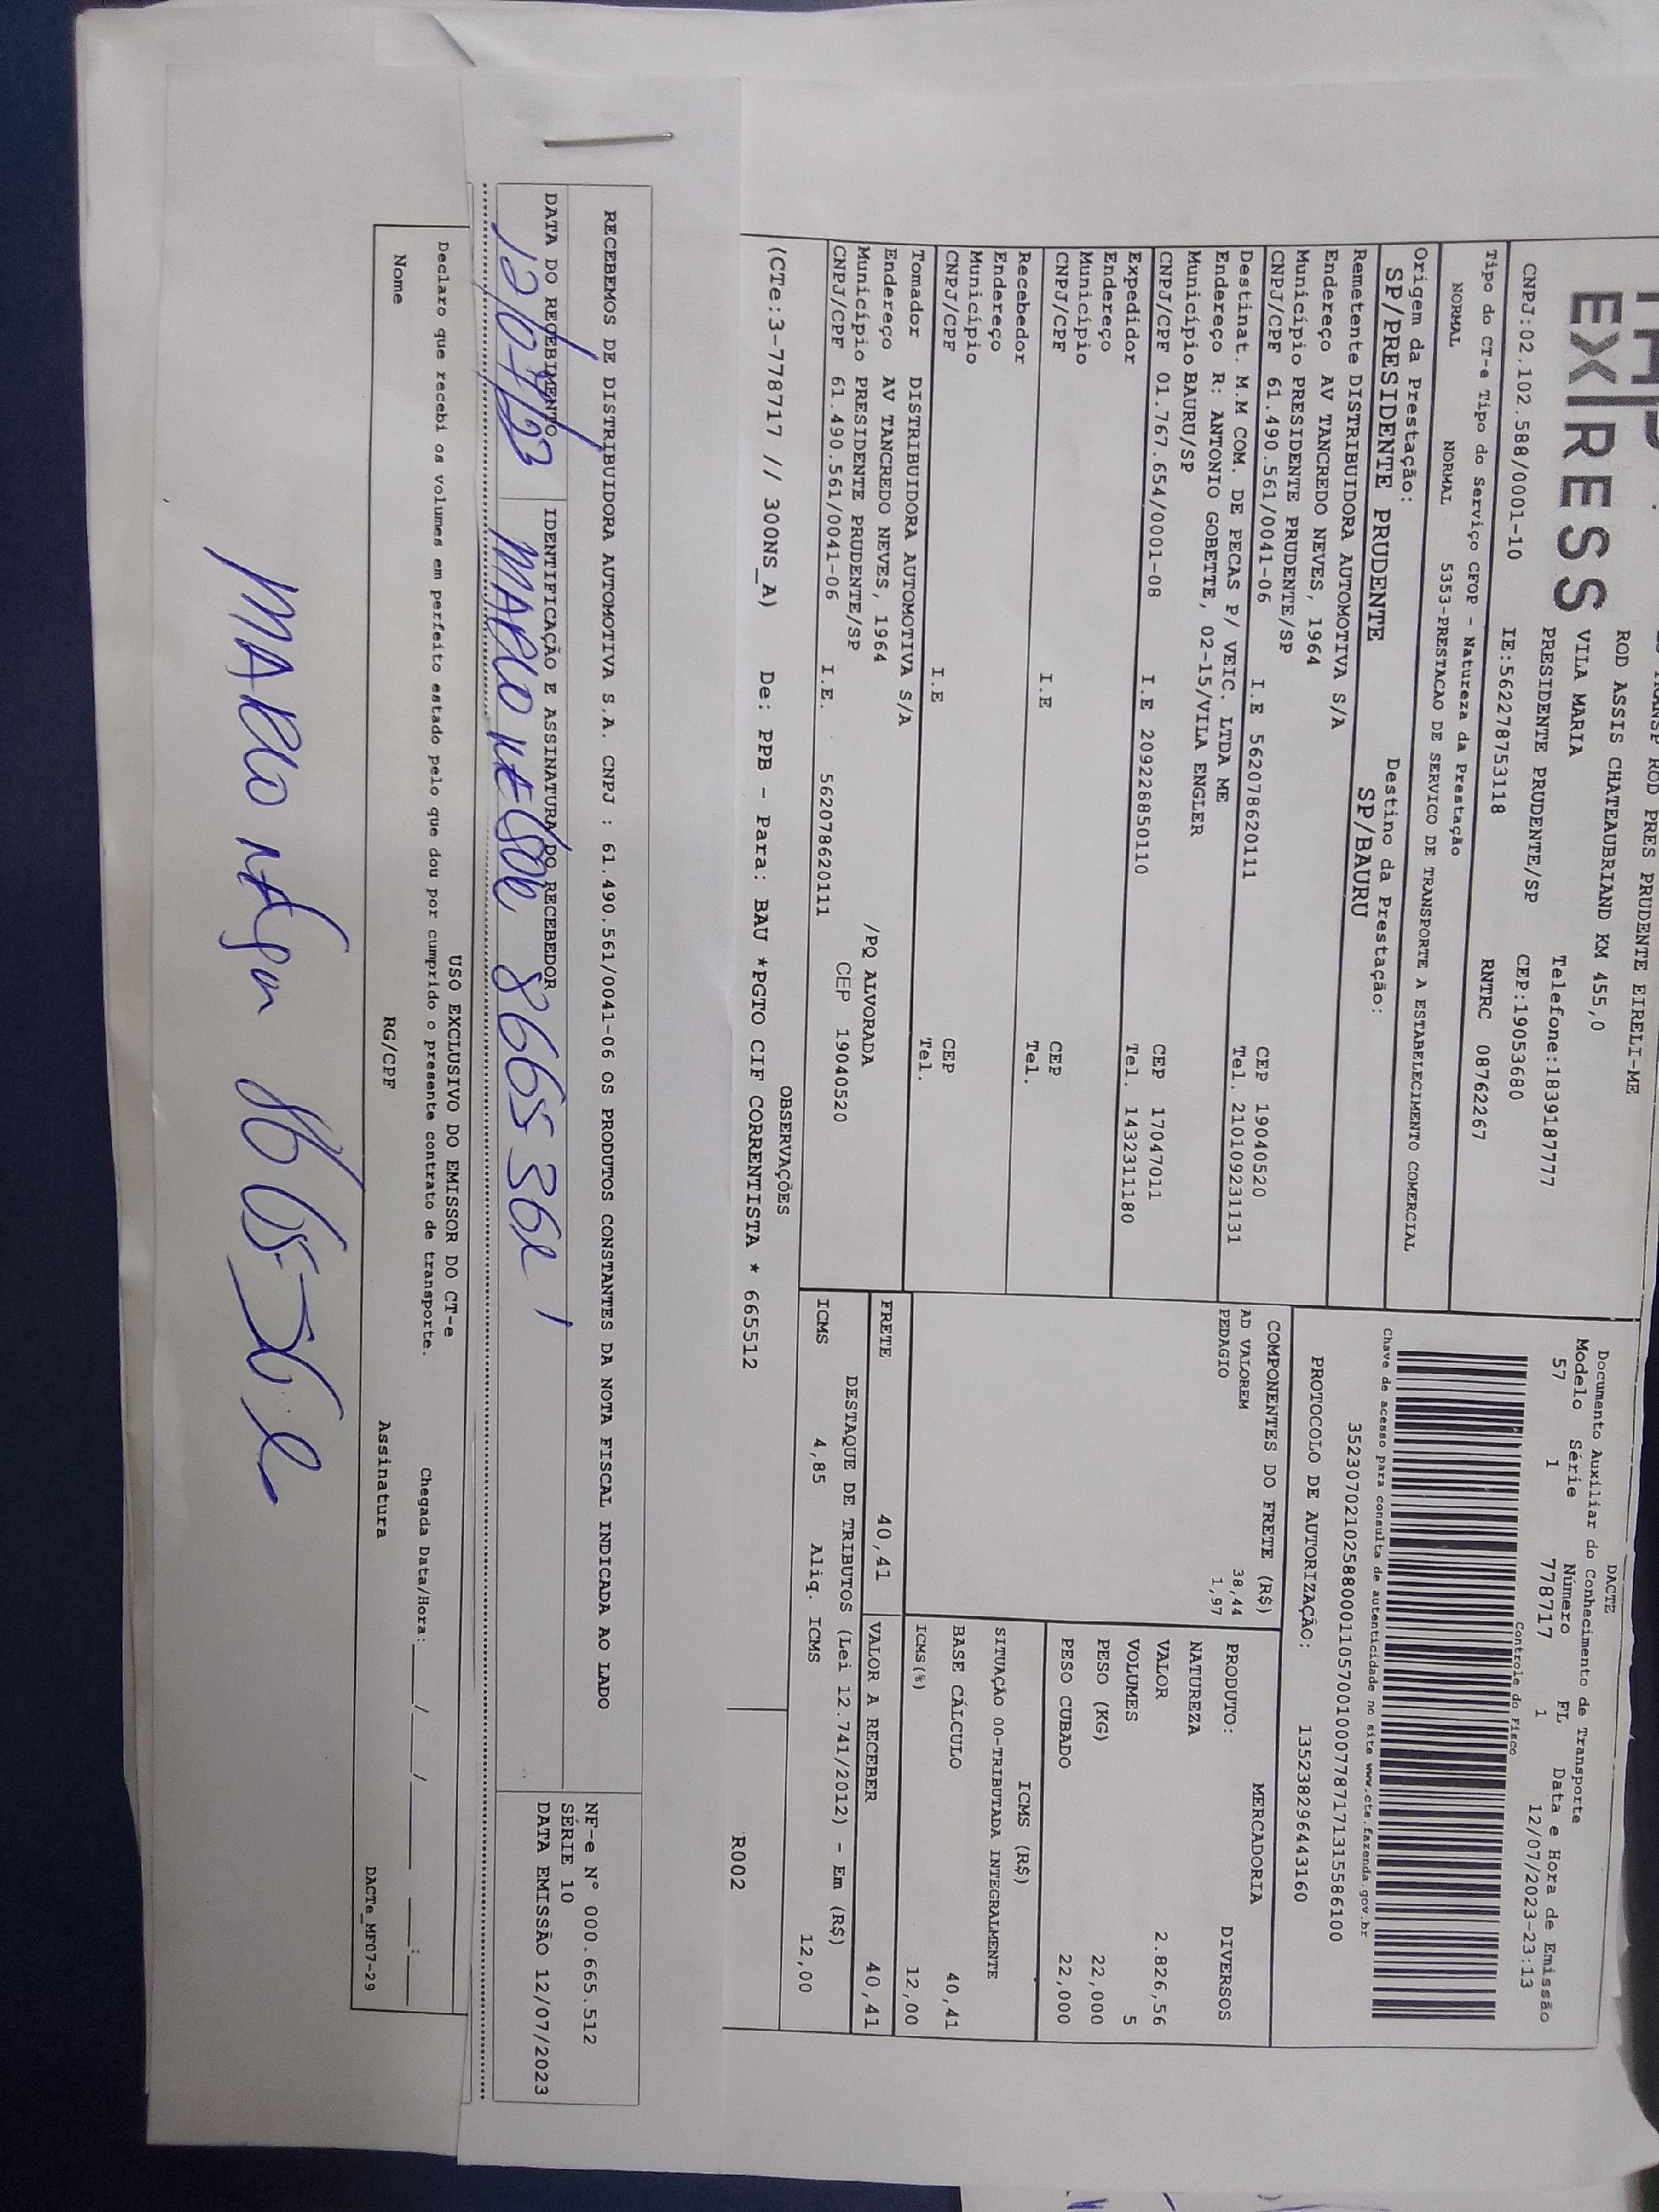 EXPRESS
TRANSP ROD PRES PRUDENTE EIRELI-ME
ROD ASSIS CHATEAUBRIAND KM 455,0
VILA MARIA Telefone:1839187777
PRESIDENTE PRUDENTE/SP CEP:19053680
CNPJ:02.102.588/0001-10 IE:562278753118 RNTRC 08762267
Tipo do CT-e Tipo do Serviço CFOP - Natureza da Prestação
NORMAL NORMAL 5353-PRESTACAO DE SERVICO DE TRANSPORTE A ESTABELECIMENTO COMERCIAL
Origem da Prestação: Destino da Prestação:
SP/PRESIDENTE PRUDENTE SP/BAURU
Remetente DISTRIBUIDORA AUTOMOTIVA S/A
Endereço AV TANCREDO NEVES, 1964
Município PRESIDENTE PRUDENTE/SP CEP 19040520
CNPJ/CPF 61.490.561/0041-06 I.E 562078620111 Tel. 210109231131
Destinat. M.M COM. DE PECAS P/ VEIC. LTDA ME
Endereço R: ANTONIO GOBETTE, 02-15/VILA ENGLER
Município BAURU/SP CEP 17047011
CNPJ/CPF 01.767.654/0001-08 I.E 209228850110 Tel. 1432311180
Expedidor
Endereço
Município CEP
CNPJ/CPF I.E Tel.
Recebedor
Endereço
Município CEP
CNPJ/CPF I.E Tel.
Tomador DISTRIBUIDORA AUTOMOTIVA S/A
Endereço AV TANCREDO NEVES, 1964 /PQ ALVORADA
Município PRESIDENTE PRUDENTE/SP CEP 19040520
CNPJ/CPF 61.490.561/0041-06 I.E. 562078620111
DACTE
Documento Auxiliar do Conhecimento de Transporte
Modelo Série Número FL Data e Hora de Emissão
57 1 778717 1 12/07/2023-23:13
Controle do Fisco
Chave de acesso para consulta de autenticidade no site www.cte.fazenda.gov.br
35230702102588000110570010007787171315586100
PROTOCOLO DE AUTORIZAÇÃO: 135238296443160
COMPONENTES DO FRETE (R$)
AD VALOREM 38,44
PEDAGIO 1,97
MERCADORIA
PRODUTO: DIVERSOS
NATUREZA
VALOR 2.826,56
VOLUMES 5
PESO (KG) 22,000
PESO CUBADO 22,000
ICMS (R$)
SITUAÇÃO 00-TRIBUTADA INTEGRALMENTE
BASE CÁLCULO 40,41
ICMS(%) 12,00
FRETE 40,41 VALOR A RECEBER 40,41
DESTAQUE DE TRIBUTOS (Lei 12.741/2012) - Em (R$)
ICMS 4,85 Aliq. ICMS 12,00
OBSERVAÇÕES
(CTe:3-778717 // 300NS_A) De: PPB - Para: BAU *PGTO CIF CORRENTISTA * 665512
R002
RECEBEMOS DE DISTRIBUIDORA AUTOMOTIVA S.A. CNPJ : 61.490.561/0041-06 OS PRODUTOS CONSTANTES DA NOTA FISCAL INDICADA AO LADO
DATA DO RECEBIMENTO IDENTIFICAÇÃO E ASSINATURA DO RECEBEDOR
NF-e Nº 000.665.512
SÉRIE 10
DATA EMISSÃO 12/07/2023
USO EXCLUSIVO DO EMISSOR DO CT-e
Declaro que recebi os volumes em perfeito estado pelo que dou por cumprido o presente contrato de transporte. Chegada Data/Hora: ____/____/____ ___:___
Nome RG/CPF Assinatura
DACTe_MF07-29